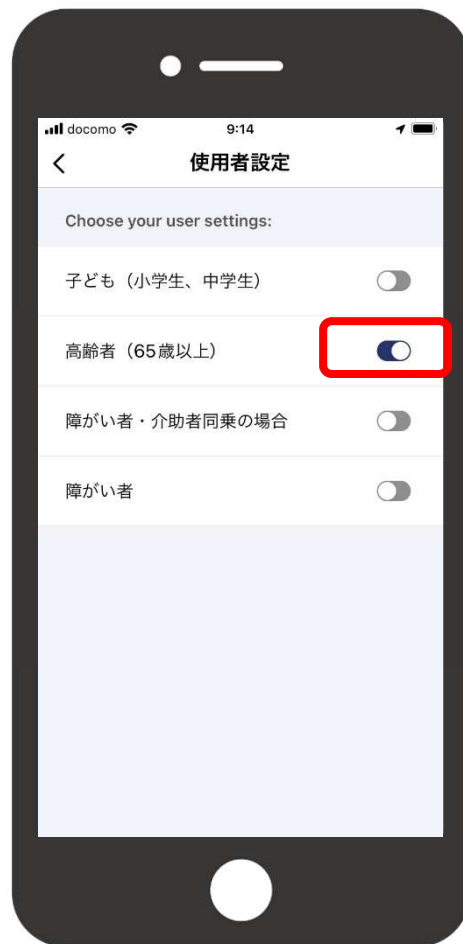 docomo 9:14
使用者設定
Choose your user settings:
子ども（小学生、中学生）
高齢者（65歳以上）
障がい者・介助者同乗の場合
障がい者